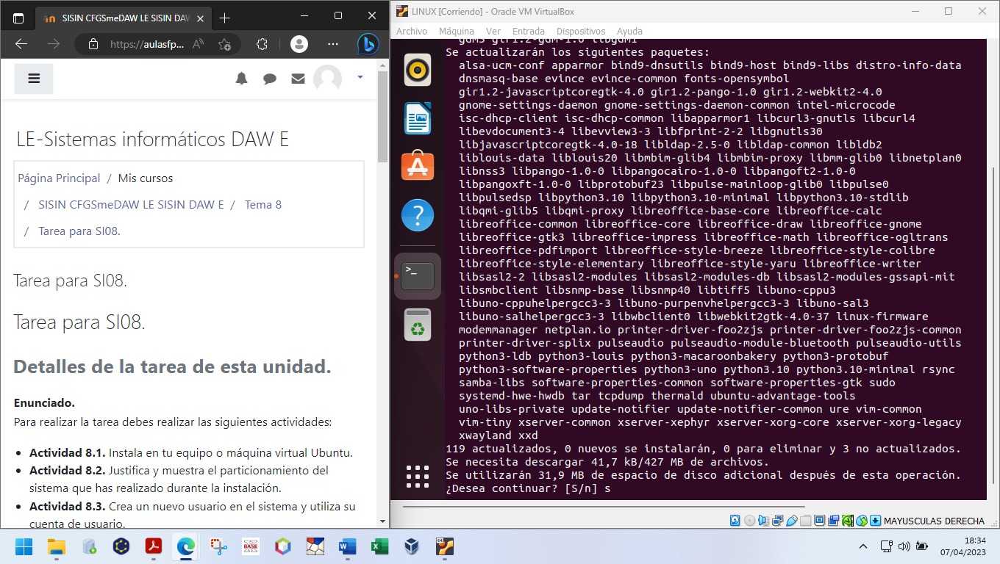 SISIN CFGSmeDAW LE SISIN DAW
https://aulasfp...
LE-Sistemas informáticos DAW E
Página Principal / Mis cursos
/ SISIN CFGSmeDAW LE SISIN DAW E / Tema 8
/ Tarea para SI08.
Tarea para SI08.
Tarea para SI08.
Detalles de la tarea de esta unidad.
Enunciado.
Para realizar la tarea debes realizar las siguientes actividades:
Actividad 8.1. Instala en tu equipo o máquina virtual Ubuntu.
Actividad 8.2. Justifica y muestra el particionamiento del
sistema que has realizado durante la instalación.
Actividad 8.3. Crea un nuevo usuario en el sistema y utiliza su
cuenta de usuario.
LINUX [Corriendo] - Oracle VM VirtualBox
Archivo Máquina Ver Entrada Dispositivos Ayuda
gdm3 gir1.2-gdm-1.0 libgdm1
Se actualizarán los siguientes paquetes:
alsa-ucm-conf apparmor bind9-dnsutils bind9-host bind9-libs distro-info-data
dnsmasq-base evince evince-common fonts-opensymbol
gir1.2-javascriptcoregtk-4.0 gir1.2-pango-1.0 gir1.2-webkit2-4.0
gnome-settings-daemon gnome-settings-daemon-common intel-microcode
isc-dhcp-client isc-dhcp-common libapparmor1 libcurl3-gnutls libcurl4
libevdocument3-4 libevview3-3 libfprint-2-2 libgnutls30
libjavascriptcoregtk-4.0-18 libldap-2.5-0 libldap-common libldb2
liblouis-data liblouis20 libmbim-glib4 libmbim-proxy libmm-glib0 libnetplan0
libnss3 libpango-1.0-0 libpangocairo-1.0-0 libpangoft2-1.0-0
libpangoxft-1.0-0 libprotobuf23 libpulse-mainloop-glib0 libpulse0
libpulsedsp libpython3.10 libpython3.10-minimal libpython3.10-stdlib
libqmi-glib5 libqmi-proxy libreoffice-base-core libreoffice-calc
libreoffice-common libreoffice-core libreoffice-draw libreoffice-gnome
libreoffice-gtk3 libreoffice-impress libreoffice-math libreoffice-ogltrans
libreoffice-pdfimport libreoffice-style-breeze libreoffice-style-colibre
libreoffice-style-elementary libreoffice-style-yaru libreoffice-writer
libsasl2-2 libsasl2-modules libsasl2-modules-db libsasl2-modules-gssapi-mit
libsmbclient libsnmp-base libsnmp40 libtiff5 libuno-cppu3
libuno-cppuhelpergcc3-3 libuno-purpenvhelpergcc3-3 libuno-sal3
libuno-salhelpergcc3-3 libwbclient0 libwebkit2gtk-4.0-37 linux-firmware
modemmanager netplan.io printer-driver-foo2zjs printer-driver-foo2zjs-common
printer-driver-splix pulseaudio pulseaudio-module-bluetooth pulseaudio-utils
python3-ldb python3-louis python3-macaroonbakery python3-protobuf
python3-software-properties python3-uno python3.10 python3.10-minimal rsync
samba-libs software-properties-common software-properties-gtk sudo
systemd-hwe-hwdb tar tcpdump thermald ubuntu-advantage-tools
uno-libs-private update-notifier update-notifier-common ure vim-common
vim-tiny xserver-common xserver-xephyr xserver-xorg-core xserver-xorg-legacy
xwayland xxd
119 actualizados, 0 nuevos se instalarán, 0 para eliminar y 3 no actualizados.
Se necesita descargar 41,7 kB/427 MB de archivos.
Se utilizarán 31,9 MB de espacio de disco adicional después de esta operación.
¿Desea continuar? [S/n] s
MAYUSCULAS DERECHA
BASE
18:34
07/04/2023